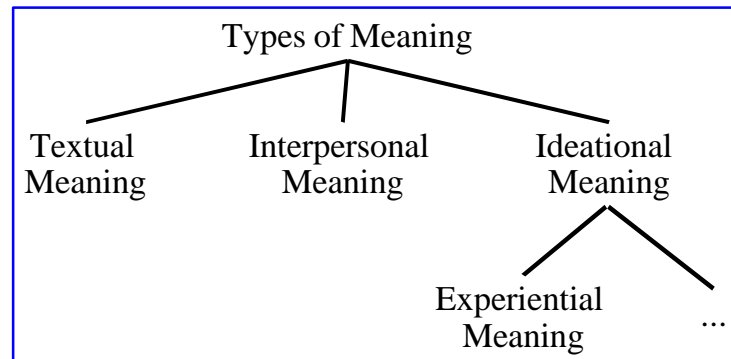 Types of Meaning
Textual Interpersonal Ideational
Meaning Meaning Meaning
Experiential
Meaning ...